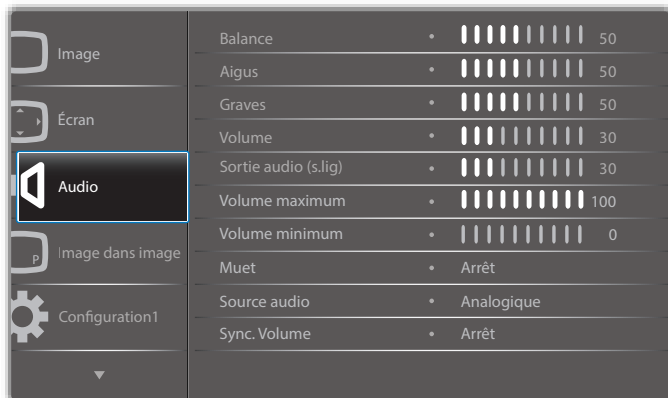 Image
Écran
Audio
P
Image dans image
Configuration1
Balance • 50
Aigus • 50
Graves • 50
Volume • 30
Sortie audio (s.lig) • 30
Volume maximum • 100
Volume minimum • 0
Muet • Arrêt
Source audio • Analogique
Sync. Volume • Arrêt